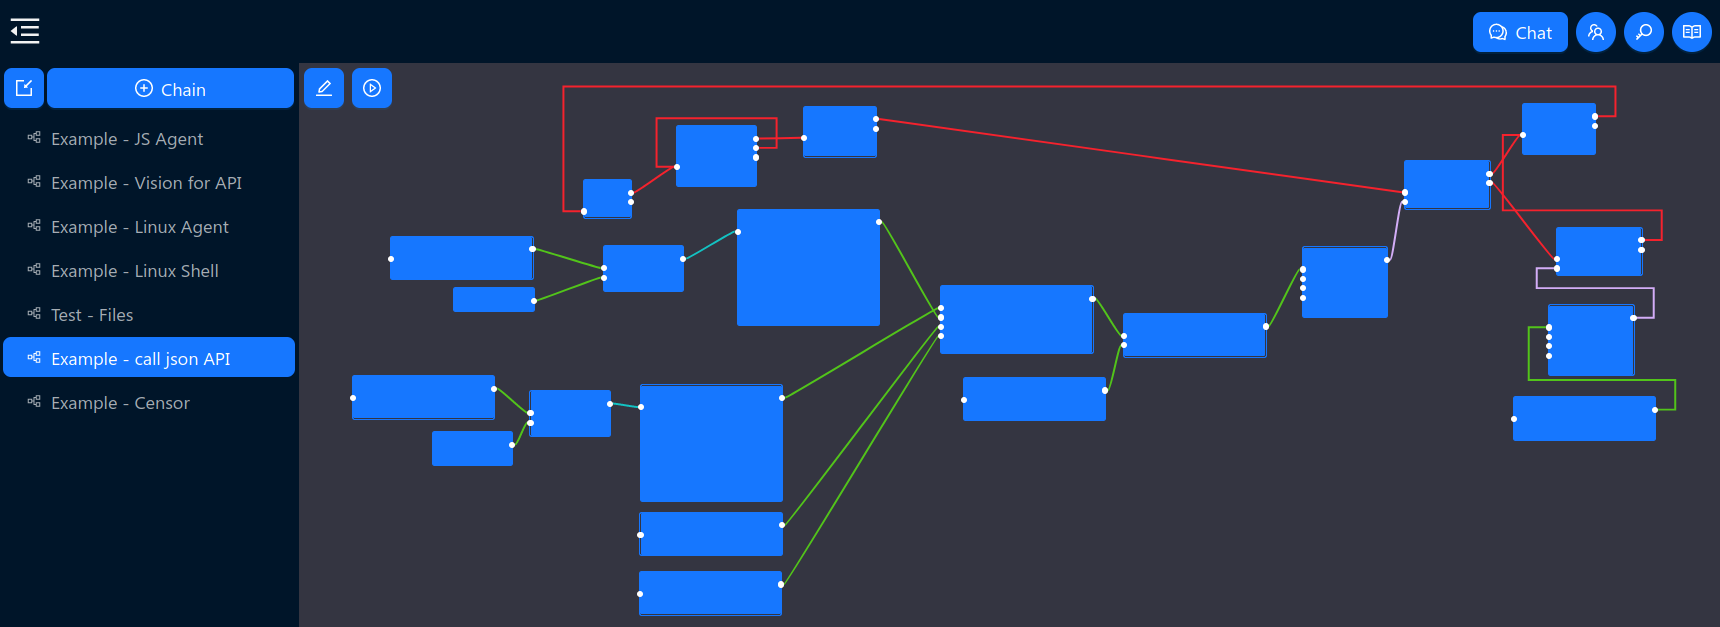 Chat
Chain
Example - JS Agent
Example - Vision for API
Example - Linux Agent
Example - Linux Shell
Test - Files
Example - call json API
Example - Censor